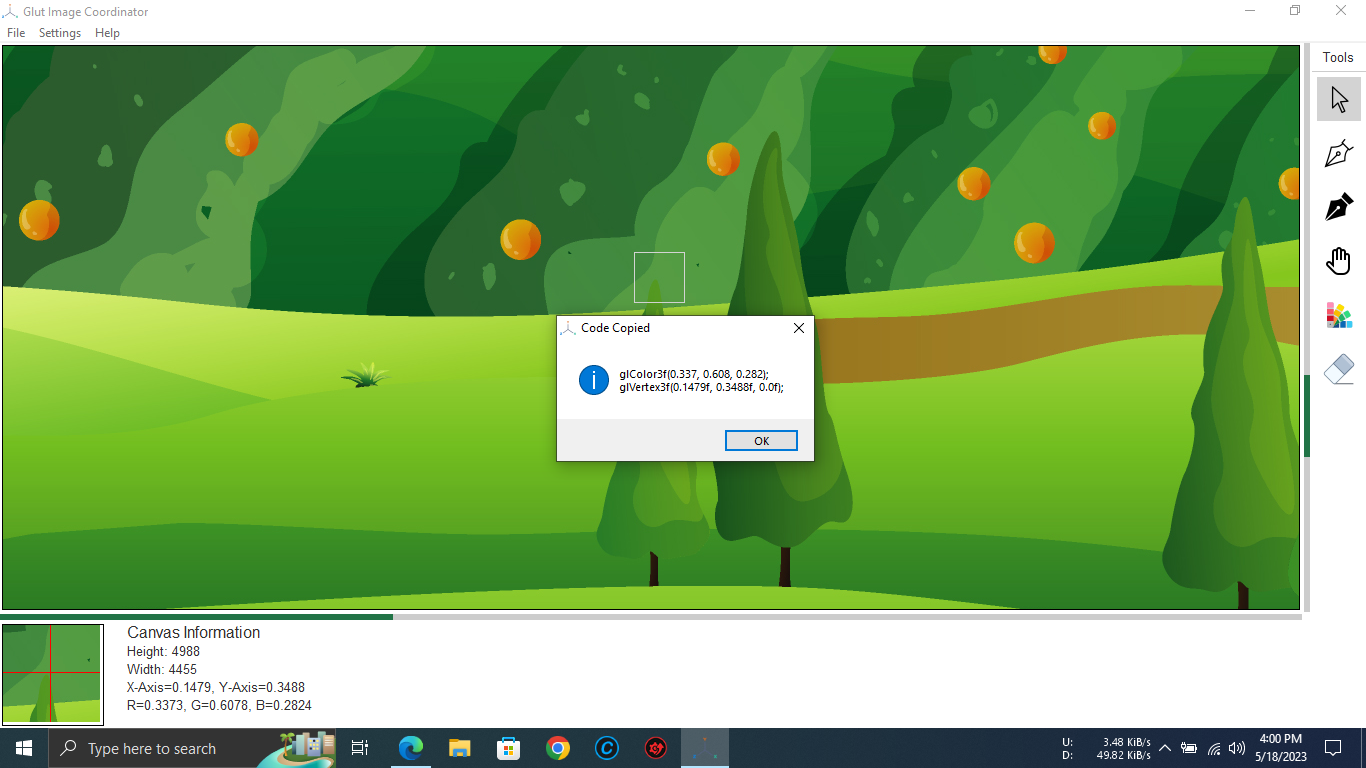 Glut Image Coordinator
File Settings Help
Tools
Code Copied
glColor3f(0.337, 0.608, 0.282);
glVertex3f(0.1479f, 0.3488f, 0.0f);
OK
Canvas Information
Height: 4988
Width: 4455
X-Axis=0.1479, Y-Axis=0.3488
R=0.3373, G=0.6078, B=0.2824
Type here to search
U: 3.48 KiB/s
D: 49.82 KiB/s
4:00 PM
5/18/2023